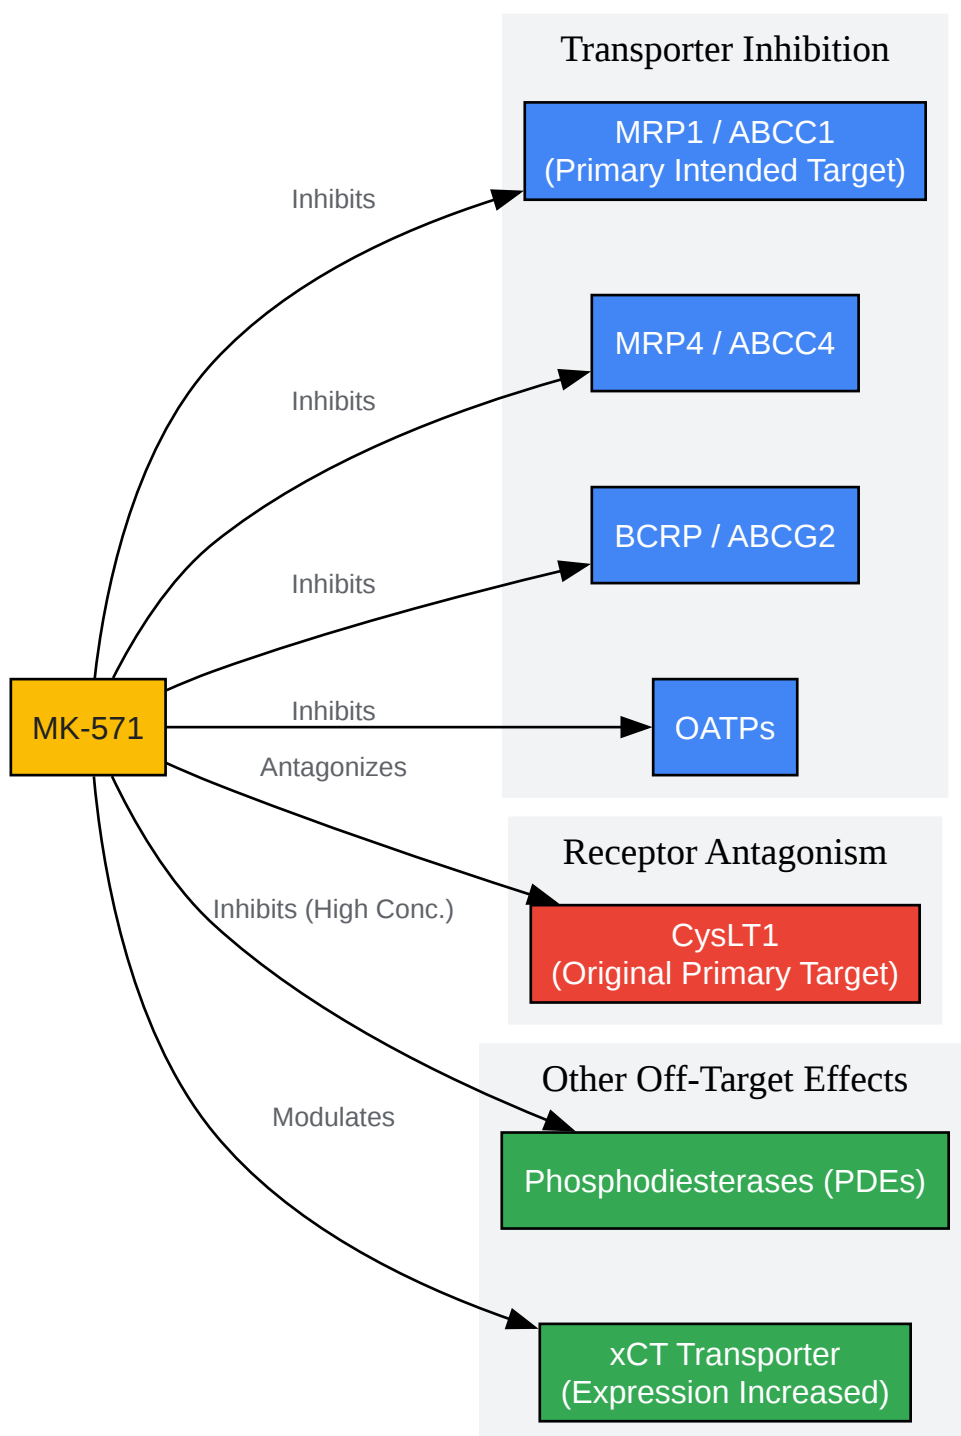 Transporter Inhibition
MRP1 / ABCC1
(Primary Intended Target)
Inhibits
MRP4 / ABCC4
Inhibits
BCRP / ABCG2
Inhibits
MK-571
Inhibits
OATPs
Antagonizes
Receptor Antagonism
CysLT1
(Original Primary Target)
Inhibits (High Conc.)
Other Off-Target Effects
Phosphodiesterases (PDEs)
Modulates
xCT Transporter
(Expression Increased)